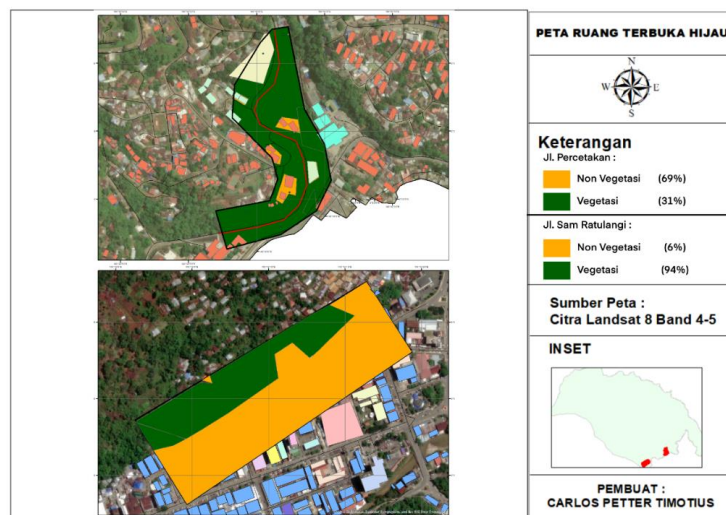 PETA RUANG TERBUKA HIJAU
N
W E
S
Keterangan
Jl. Percetakan :
Non Vegetasi (69%)
Vegetasi (31%)
Jl. Sam Ratulangi :
Non Vegetasi (6%)
Vegetasi (94%)
Sumber Peta :
Citra Landsat 8 Band 4-5
INSET
PEMBUAT :
CARLOS PETTER TIMOTIUS